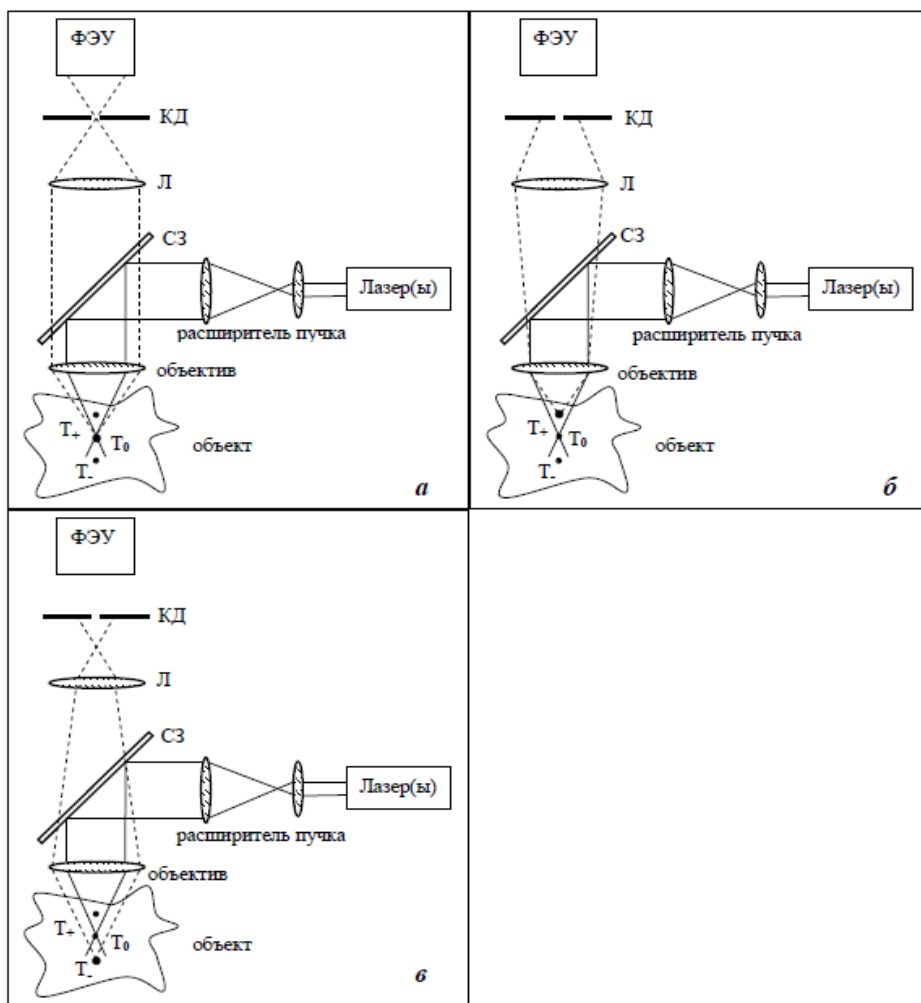 ФЭУ
КД
Л
СЗ
Лазер(ы)
расширитель пучка
объектив
T₊
T₀
объект
T₋
а
ФЭУ
КД
Л
СЗ
Лазер(ы)
расширитель пучка
объектив
T₊
T₀
объект
T₋
б
ФЭУ
КД
Л
СЗ
Лазер(ы)
расширитель пучка
объектив
T₊
T₀
объект
T₋
в